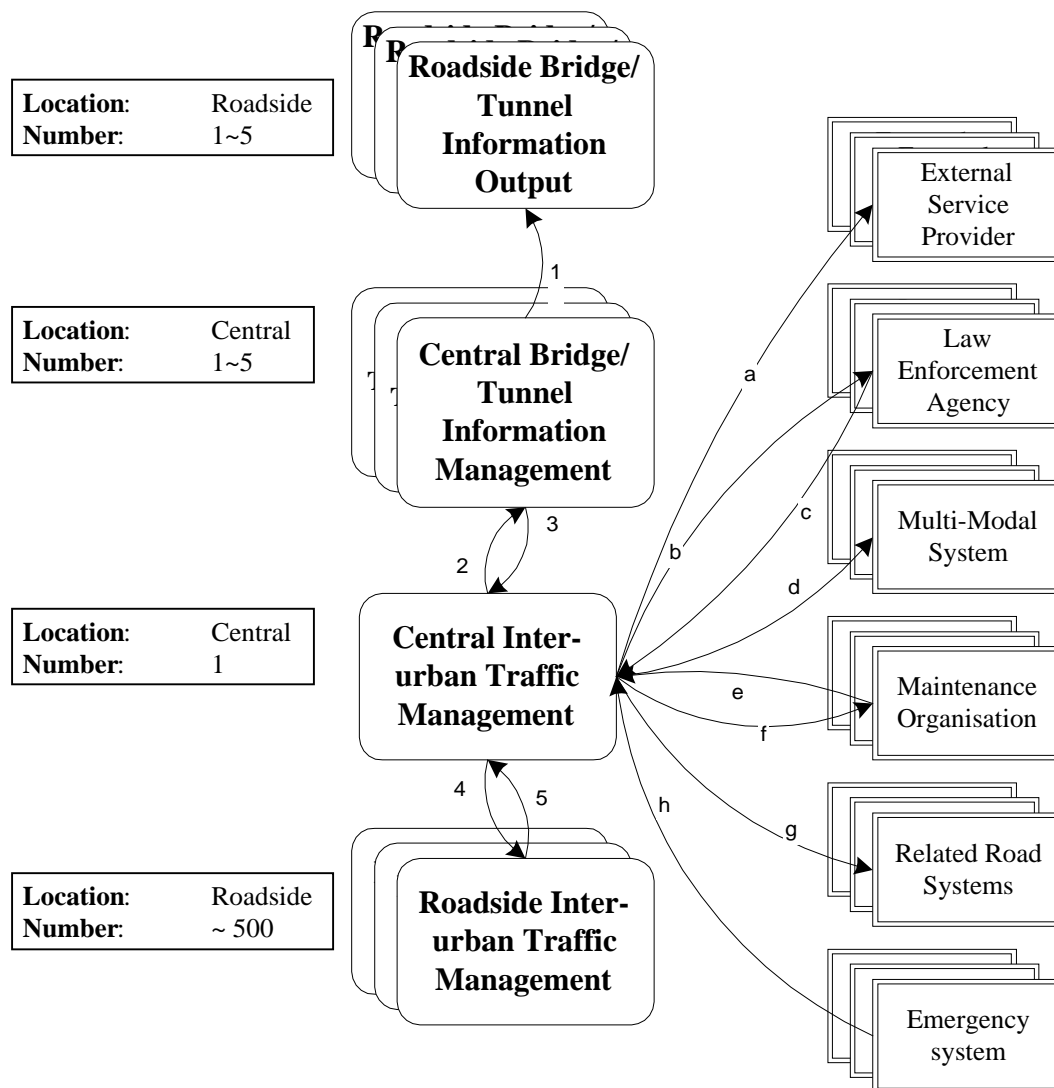 Roadside Bridge/
Tunnel
Information
Output
Location: Roadside
Number: 1~5
External
Service
Provider
1
Location: Central
Number: 1~5
Central Bridge/
Tunnel
Information
Management
Law
Enforcement
Agency
a
b
c
2
3
Multi-Modal
System
d
Location: Central
Number: 1
Central Inter-
urban Traffic
Management
e
f
Maintenance
Organisation
4
5
h
g
Related Road
Systems
Location: Roadside
Number: ~ 500
Roadside Inter-
urban Traffic
Management
Emergency
system